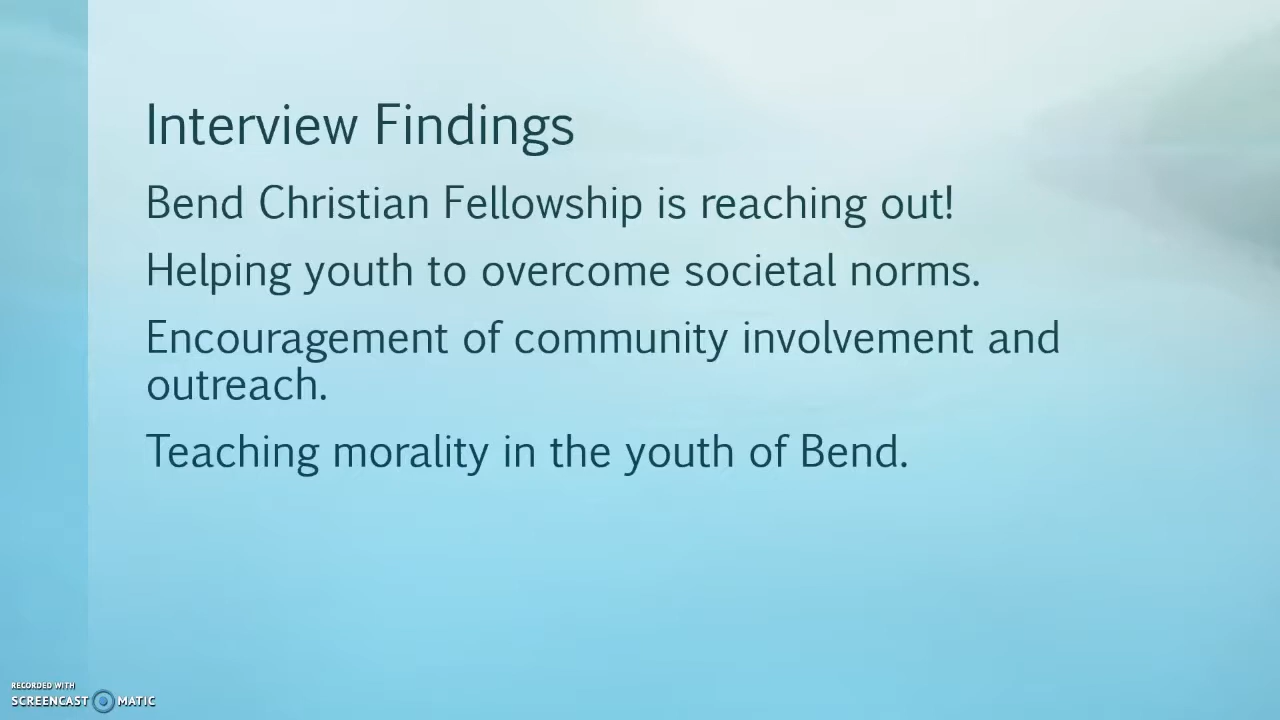 Interview Findings
Bend Christian Fellowship is reaching out!
Helping youth to overcome societal norms.
Encouragement of community involvement and
outreach.
Teaching morality in the youth of Bend.
RECORDED WITH
SCREENCAST MATIC